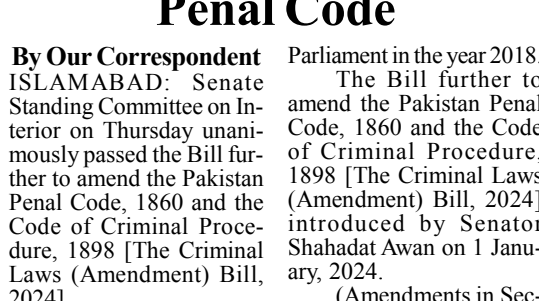 Penal Code
By Our Correspondent
ISLAMABAD: Senate
Standing Committee on In-
terior on Thursday unani-
mously passed the Bill fur-
ther to amend the Pakistan
Penal Code, 1860 and the
Code of Criminal Proce-
dure, 1898 [The Criminal
Laws (Amendment) Bill,
2024]
Parliament in the year 2018.
The Bill further to
amend the Pakistan Penal
Code, 1860 and the Code
of Criminal Procedure,
1898 [The Criminal Laws
(Amendment) Bill, 2024]
introduced by Senator
Shahadat Awan on 1 Janu-
ary, 2024.
(Amendments in Sec-